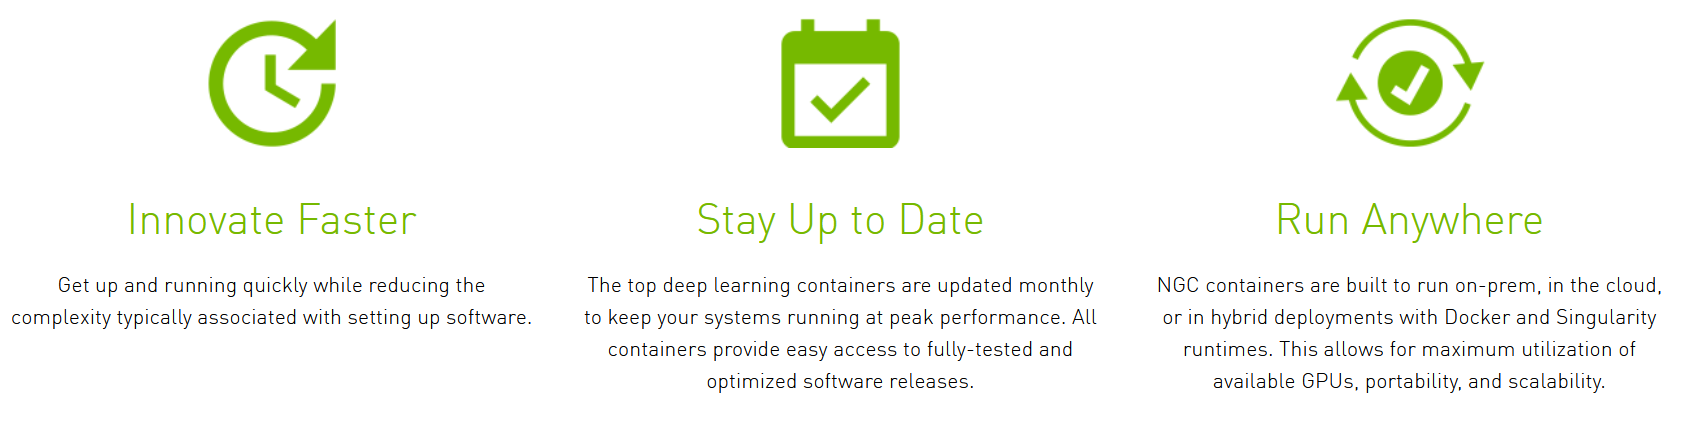 Innovate Faster
Get up and running quickly while reducing the
complexity typically associated with setting up software.
Stay Up to Date
The top deep learning containers are updated monthly
to keep your systems running at peak performance. All
containers provide easy access to fully-tested and
optimized software releases.
Run Anywhere
NGC containers are built to run on-prem, in the cloud,
or in hybrid deployments with Docker and Singularity
runtimes. This allows for maximum utilization of
available GPUs, portability, and scalability.